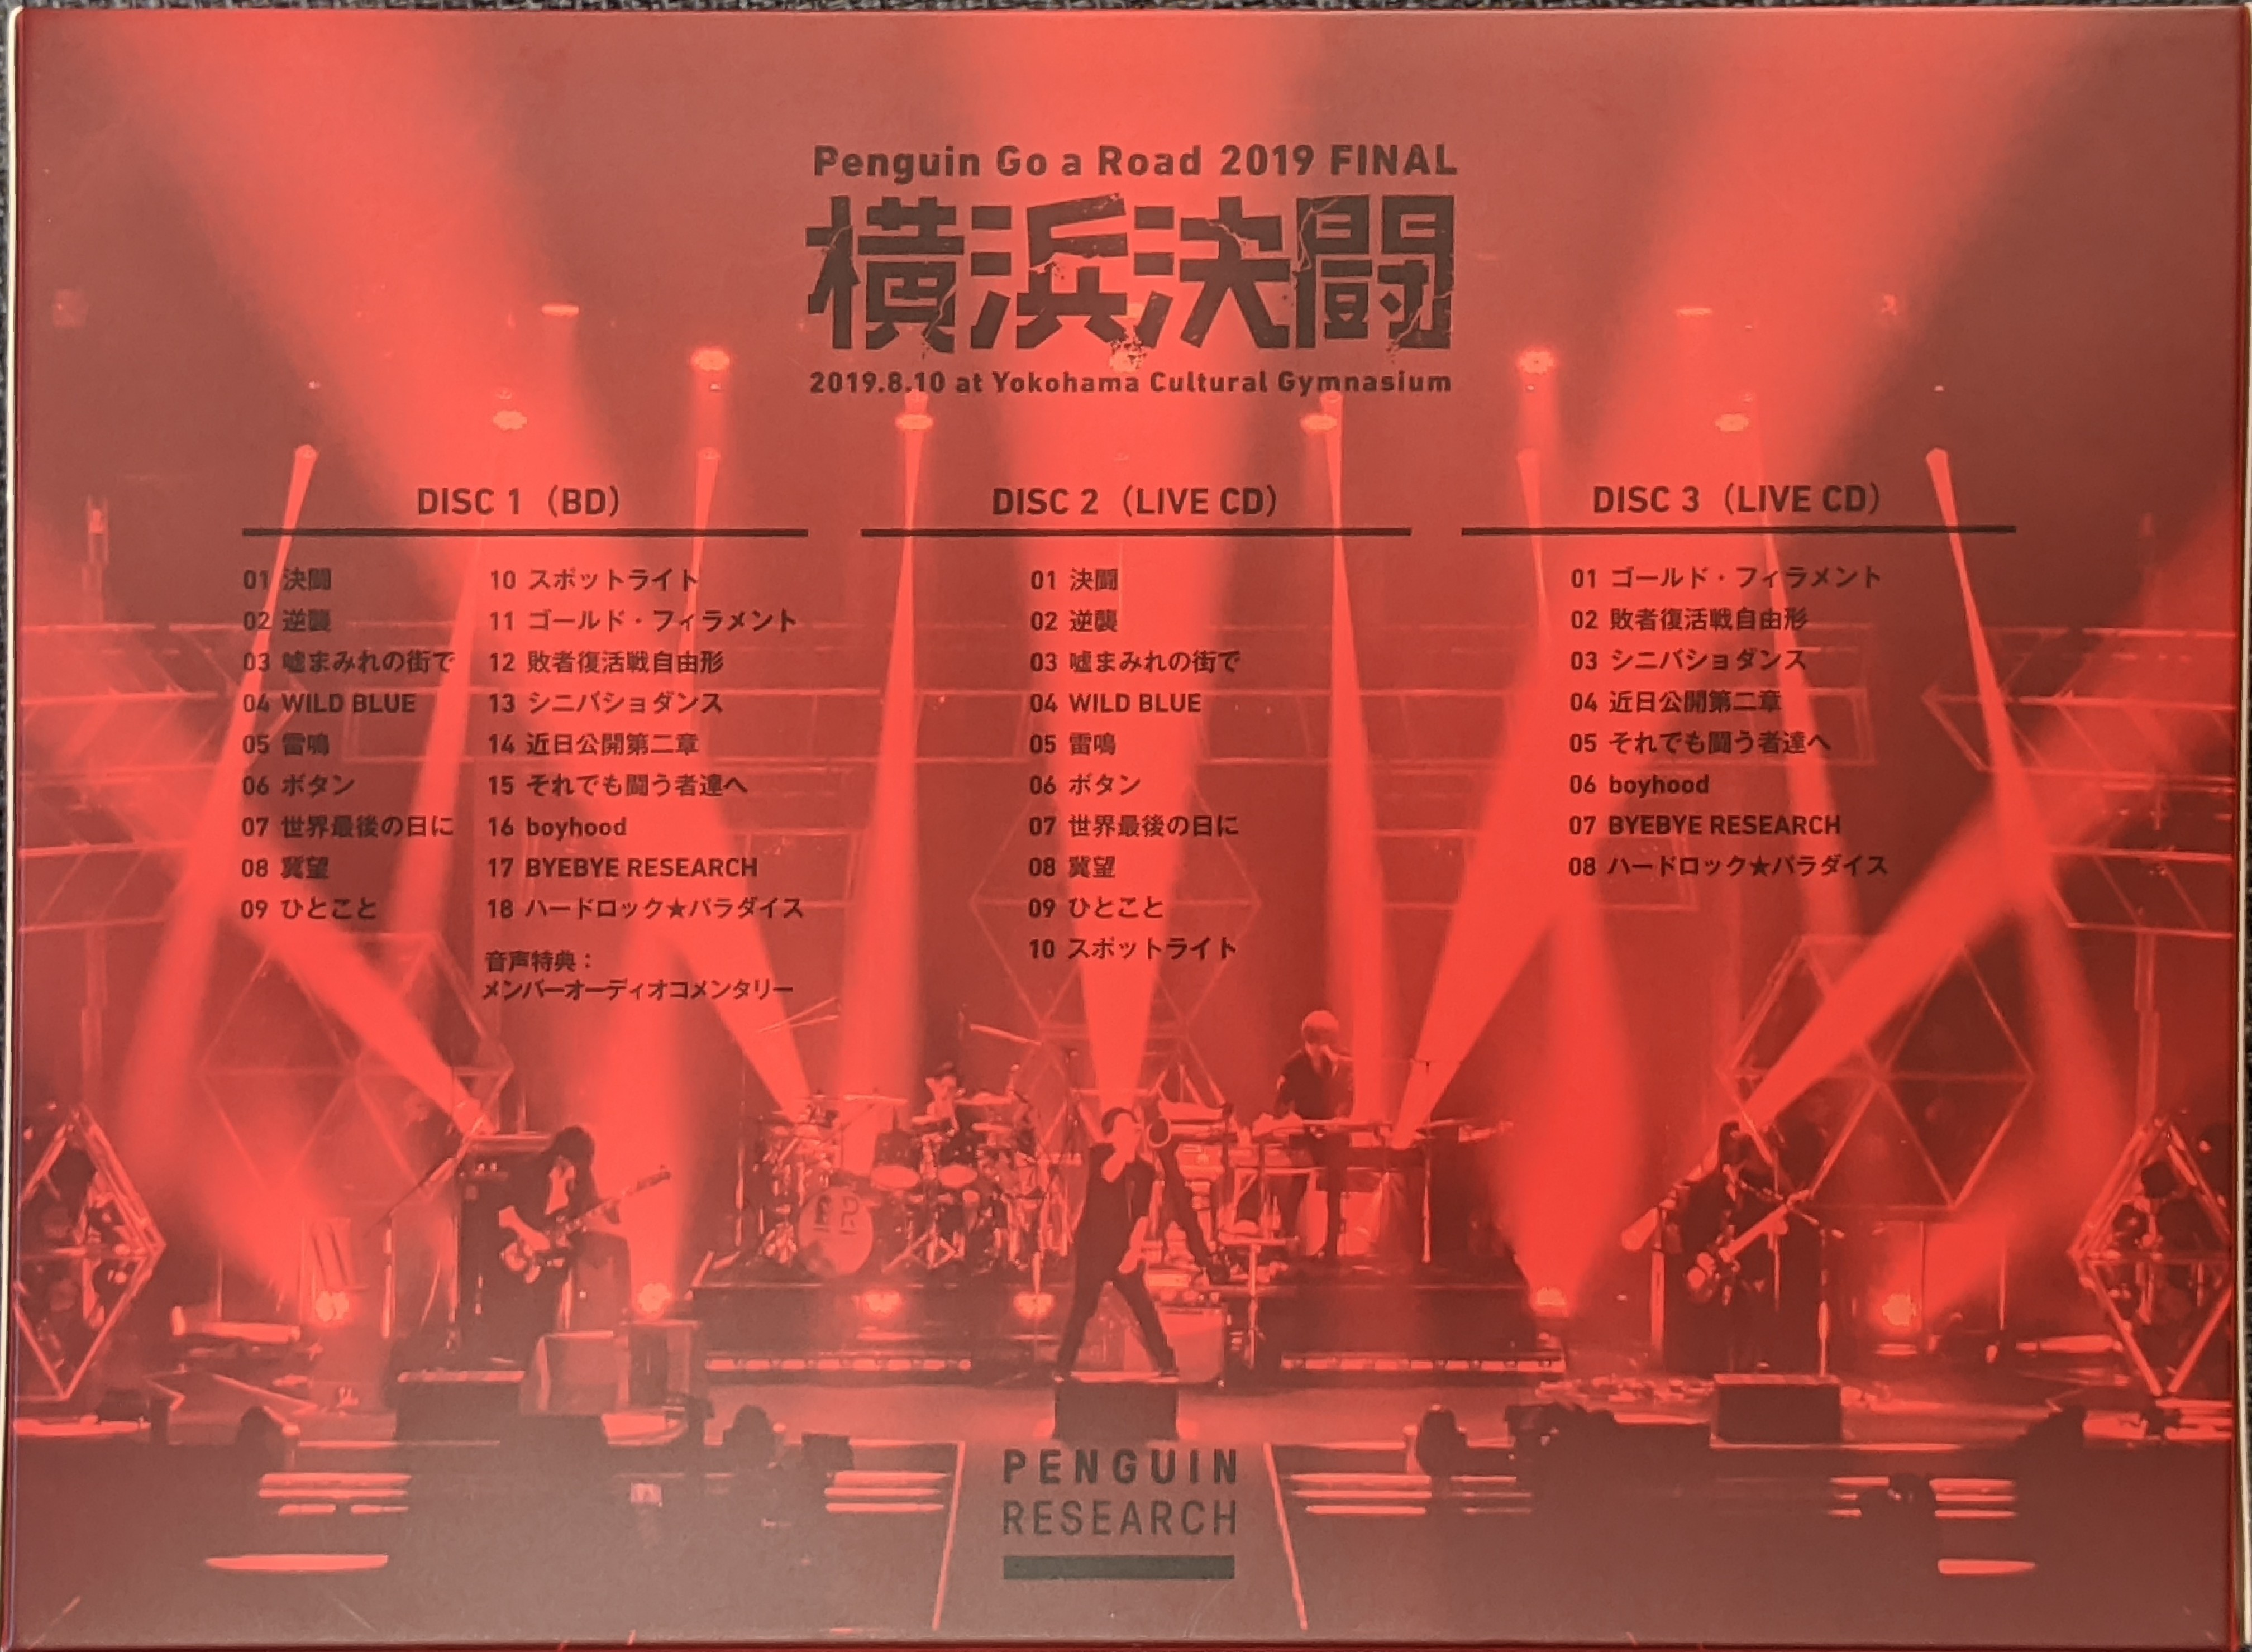 Penguin Go a Road 2019 FINAL
横浜決闘
2019.8.10 at Yokohama Cultural Gymnasium
DISC 1（BD）
01 決闘
02 逆襲
03 嘘まみれの街で
04 WILD BLUE
05 雷鳴
06 ボタン
07 世界最後の日に
08 冀望
09 ひとこと
10 スポットライト
11 ゴールド・フィラメント
12 敗者復活戦自由形
13 シニバショダンス
14 近日公開第二章
15 それでも闘う者達へ
16 boyhood
17 BYEBYE RESEARCH
18 ハードロック★パラダイス
音声特典：
メンバーオーディオコメンタリー
DISC 2（LIVE CD）
01 決闘
02 逆襲
03 嘘まみれの街で
04 WILD BLUE
05 雷鳴
06 ボタン
07 世界最後の日に
08 冀望
09 ひとこと
10 スポットライト
DISC 3（LIVE CD）
01 ゴールド・フィラメント
02 敗者復活戦自由形
03 シニバショダンス
04 近日公開第二章
05 それでも闘う者達へ
06 boyhood
07 BYEBYE RESEARCH
08 ハードロック★パラダイス
PENGUIN
RESEARCH